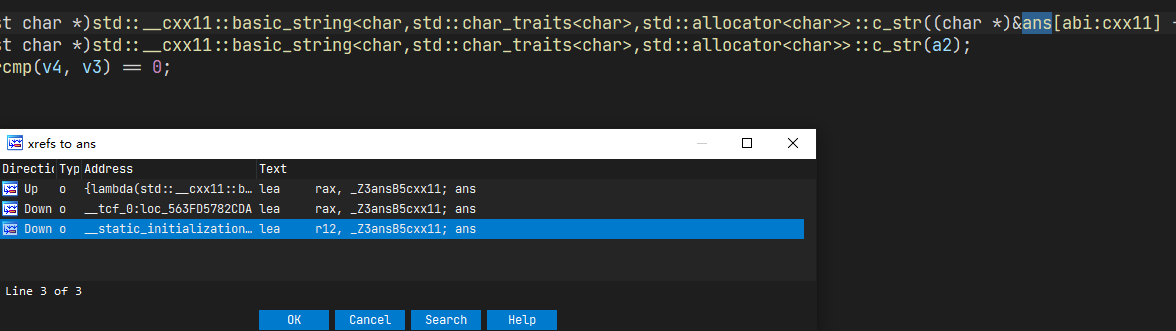 st char *)std::__cxx11::basic_string<char,std::char_traits<char>,std::allocator<char>>::c_str((char *)&ans[abi:cxx11] +
st char *)std::__cxx11::basic_string<char,std::char_traits<char>,std::allocator<char>>::c_str(a2);
rcmp(v4, v3) == 0;
xrefs to ans
Directic Typ Address Text
Up o {lambda(std::__cxx11::b… lea rax, _Z3ansB5cxx11; ans
Down o __tcf_0:loc_563FD5782CDA lea rax, _Z3ansB5cxx11; ans
Down o __static_initialization… lea r12, _Z3ansB5cxx11; ans
Line 3 of 3
OK Cancel Search Help